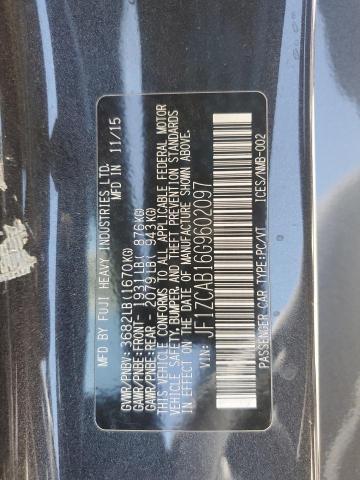 MFD BY FUJI HEAVY INDUSTRIES LTD.
MFD IN 11/15
GVWR/PNBV: 3682LB( 1670KG)
GAWR/PNBE:FRONT- 1931LB( 876KG)
GAWR/PNBE:REAR - 2079LB( 943KG)
THIS VEHICLE CONFORMS TO ALL APPLICABLE FEDERAL MOTOR
VEHICLE SAFETY, BUMPER, AND THEFT PREVENTION STANDARDS
IN EFFECT ON THE DATE OF MANUFACTURE SHOWN ABOVE.
VIN: JF1ZCAB16G9602097
PASSENGER CAR TYPE:PC/VT ICES/NMB-002